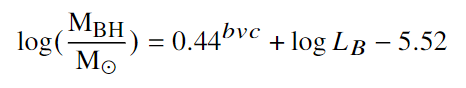 log(M_BH/M_⊙) = 0.44^{bvc} + log L_B − 5.52